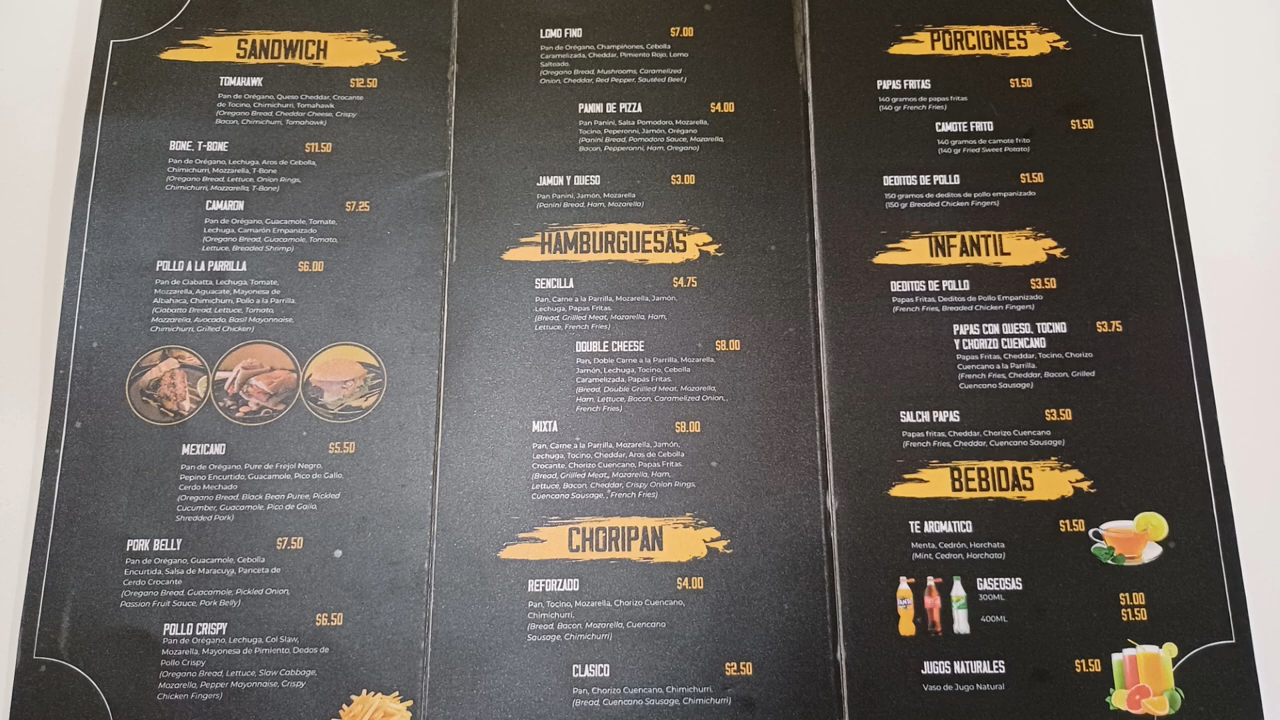 SANDWICH
TOMAHAWK $12.50
Pan de Orégano, Queso Cheddar, Crocante
de Tocino, Chimichurri, Tomahawk
(Oregano Bread, Cheddar Cheese, Crispy
Bacon, Chimichurri, Tomahawk)
BONE. T-BONE $11.50
Pan de Orégano, Lechuga, Aros de Cebolla,
Chimichurri, Mozzarella, T-Bone
(Oregano Bread, Lettuce, Onion Rings,
Chimichurri, Mozzarella, T-Bone)
CAMARON $7.25
Pan de Orégano, Guacamole, Tomate,
Lechuga, Camarón Empanizado
(Oregano Bread, Guacamole, Tomato,
Lettuce, Breaded Shrimp)
POLLO A LA PARRILLA $6.00
Pan de Ciabatta, Lechuga, Tomate,
Mozzarella, Aguacate, Mayonesa de
Albahaca, Chimichurri, Pollo a la Parrilla.
(Ciabatta Bread, Lettuce, Tomato,
Mozzarella, Avocado, Basil Mayonnaise,
Chimichurri, Grilled Chicken)
MEXICANO $5.50
Pan de Orégano, Pure de Frejol Negro,
Pepino Encurtido, Guacamole, Pico de Gallo,
Cerdo Mechado
(Oregano Bread, Black Bean Puree, Pickled
Cucumber, Guacamole, Pico de Gallo,
Shredded Pork)
PORK BELLY $7.50
Pan de Orégano, Guacamole, Cebolla
Encurtida, Salsa de Maracuya, Panceta de
Cerdo Crocante
(Oregano Bread, Guacamole, Pickled Onion,
Passion Fruit Sauce, Pork Belly)
POLLO CRISPY $6.50
Pan de Orégano, Lechuga, Col Slaw,
Mozarella, Mayonesa de Pimiento, Dedos de
Pollo Crispy
(Oregano Bread, Lettuce, Slaw Cabbage,
Mozarella, Pepper Mayonnaise, Crispy
Chicken Fingers)
LOMO FINO $7.00
Pan de Orégano, Champiñones, Cebolla
Caramelizada, Cheddar, Pimiento Rojo, Lomo
Salteado.
(Oregano Bread, Mushrooms, Caramelized
Onion, Cheddar, Red Pepper, Sautéed Beef.)
PANINI DE PIZZA $4.00
Pan Panini, Salsa Pomodoro, Mozarella,
Tocino, Peperonni, Jamón, Orégano
(Panini Bread, Pomodoro Sauce, Mozarella,
Bacon, Pepperonni, Ham, Oregano)
JAMON Y QUESO $3.00
Pan Panini, Jamón, Mozarella
(Panini Bread, Ham, Mozarella)
HAMBURGUESAS
SENCILLA $4.75
Pan, Carne a la Parrilla, Mozarella, Jamón,
Lechuga, Papas Fritas.
(Bread, Grilled Meat, Mozarella, Ham,
Lettuce, French Fries)
DOUBLE CHEESE $8.00
Pan, Doble Carne a la Parrilla, Mozzarella,
Jamón, Lechuga, Tocino, Cebolla
Caramelizada, Papas Fritas.
(Bread, Double Grilled Meat, Mozarella,
Ham, Lettuce, Bacon, Caramelized Onion, ,
French Fries)
MIXTA $8.00
Pan, Carne a la Parrilla, Mozarella, Jamón,
Lechuga, Tocino, Cheddar, Aros de Cebolla
Crocante, Chorizo Cuencano, Papas Fritas.
(Bread, Grilled Meat,, Mozarella, Ham,
Lettuce, Bacon, Cheddar, Crispy Onion Rings,
Cuencano Sausage, , French Fries)
CHORIPAN
REFORZADO $4.00
Pan, Tocino, Mozarella, Chorizo Cuencano,
Chimichurri.
(Bread, Bacon, Mozarella, Cuencano
Sausage, Chimichurri)
CLASICO $2.50
Pan, Chorizo Cuencano, Chimichurri.
(Bread, Cuencano Sausage, Chimichurri)
PORCIONES
PAPAS FRITAS $1.50
140 gramos de papas fritas
(140 gr French Fries)
CAMOTE FRITO $1.50
140 gramos de camote frito
(140 gr Fried Sweet Potato)
DEDITOS DE POLLO $1.50
150 gramos de deditos de pollo empanizado
(150 gr Breaded Chicken Fingers)
INFANTIL
DEDITOS DE POLLO $3.50
Papas Fritas, Deditos de Pollo Empanizado
(French Fries, Breaded Chicken Fingers)
PAPAS CON QUESO, TOCINO $3.75
Y CHORIZO CUENCANO
Papas Fritas, Cheddar, Tocino, Chorizo
Cuencano a la Parrilla.
(French Fries, Cheddar, Bacon, Grilled
Cuencano Sausage)
SALCHI PAPAS $3.50
Papas fritas, Cheddar, Chorizo Cuencano
(French Fries, Cheddar, Cuencano Sausage)
BEBIDAS
TE AROMATICO $1.50
Menta, Cedrón, Horchata
(Mint, Cedron, Horchata)
GASEOSAS
300ML $1.00
400ML $1.50
JUGOS NATURALES $1.50
Vaso de Jugo Natural